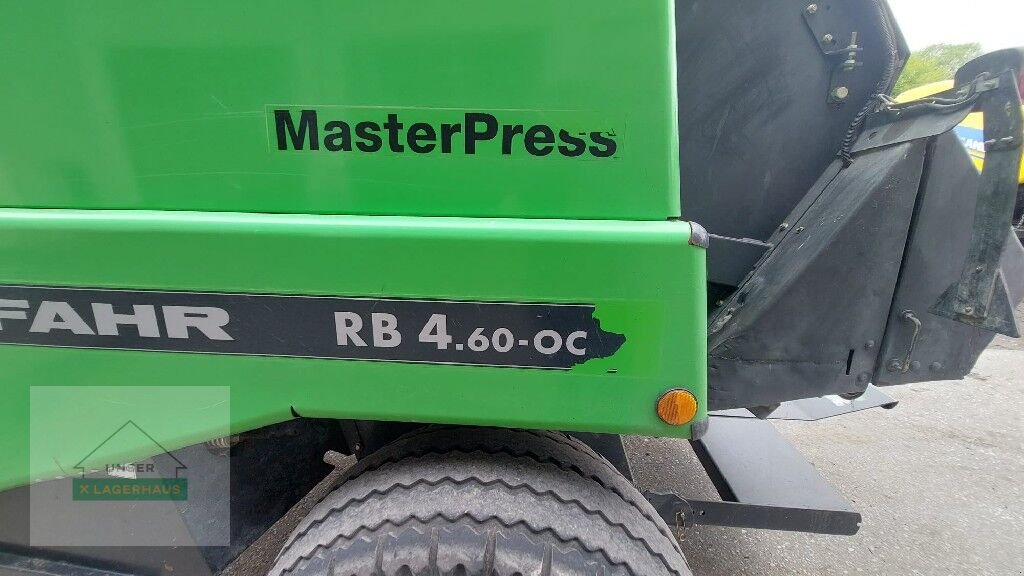 MasterPress
FAHR RB 4.60-OC
UNSER
X LAGERHAUS